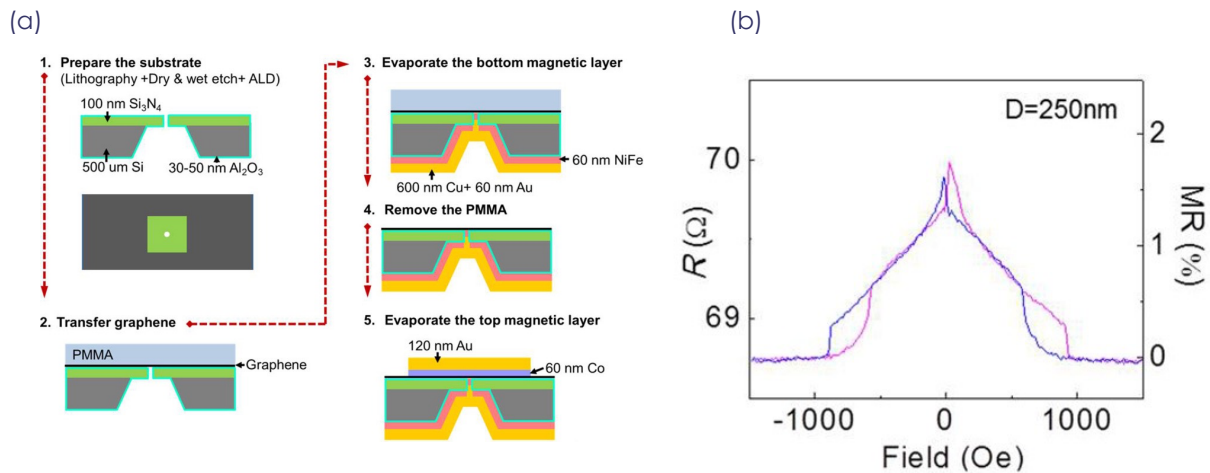 (a)
1. Prepare the substrate
(Lithography +Dry & wet etch+ ALD)
100 nm Si₃N₄
500 um Si
30-50 nm Al₂O₃
2. Transfer graphene
PMMA
Graphene
3. Evaporate the bottom magnetic layer
60 nm NiFe
600 nm Cu+ 60 nm Au
4. Remove the PMMA
5. Evaporate the top magnetic layer
120 nm Au
60 nm Co
(b)
D=250nm
R (Ω)
70
69
MR (%)
2
1
0
-1000
0
1000
Field (Oe)